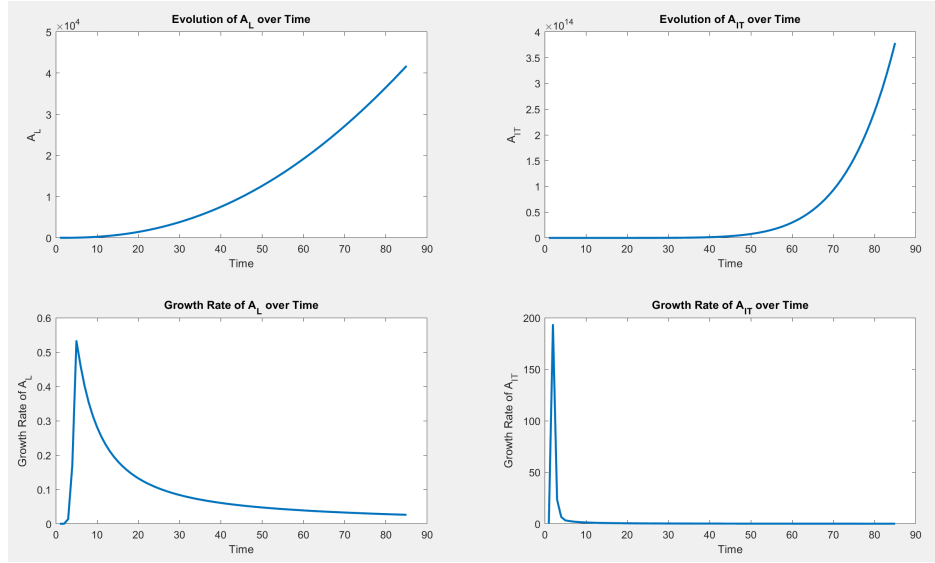 Evolution of A_L over Time
×10^4
5
4
3
2
1
0
A_L
0 10 20 30 40 50 60 70 80 90
Time
Evolution of A_IT over Time
×10^14
4
3.5
3
2.5
2
1.5
1
0.5
0
A_IT
0 10 20 30 40 50 60 70 80 90
Time
Growth Rate of A_L over Time
0.6
0.5
0.4
0.3
0.2
0.1
0
Growth Rate of A_L
0 10 20 30 40 50 60 70 80 90
Time
Growth Rate of A_IT over Time
200
150
100
50
0
Growth Rate of A_IT
0 10 20 30 40 50 60 70 80 90
Time